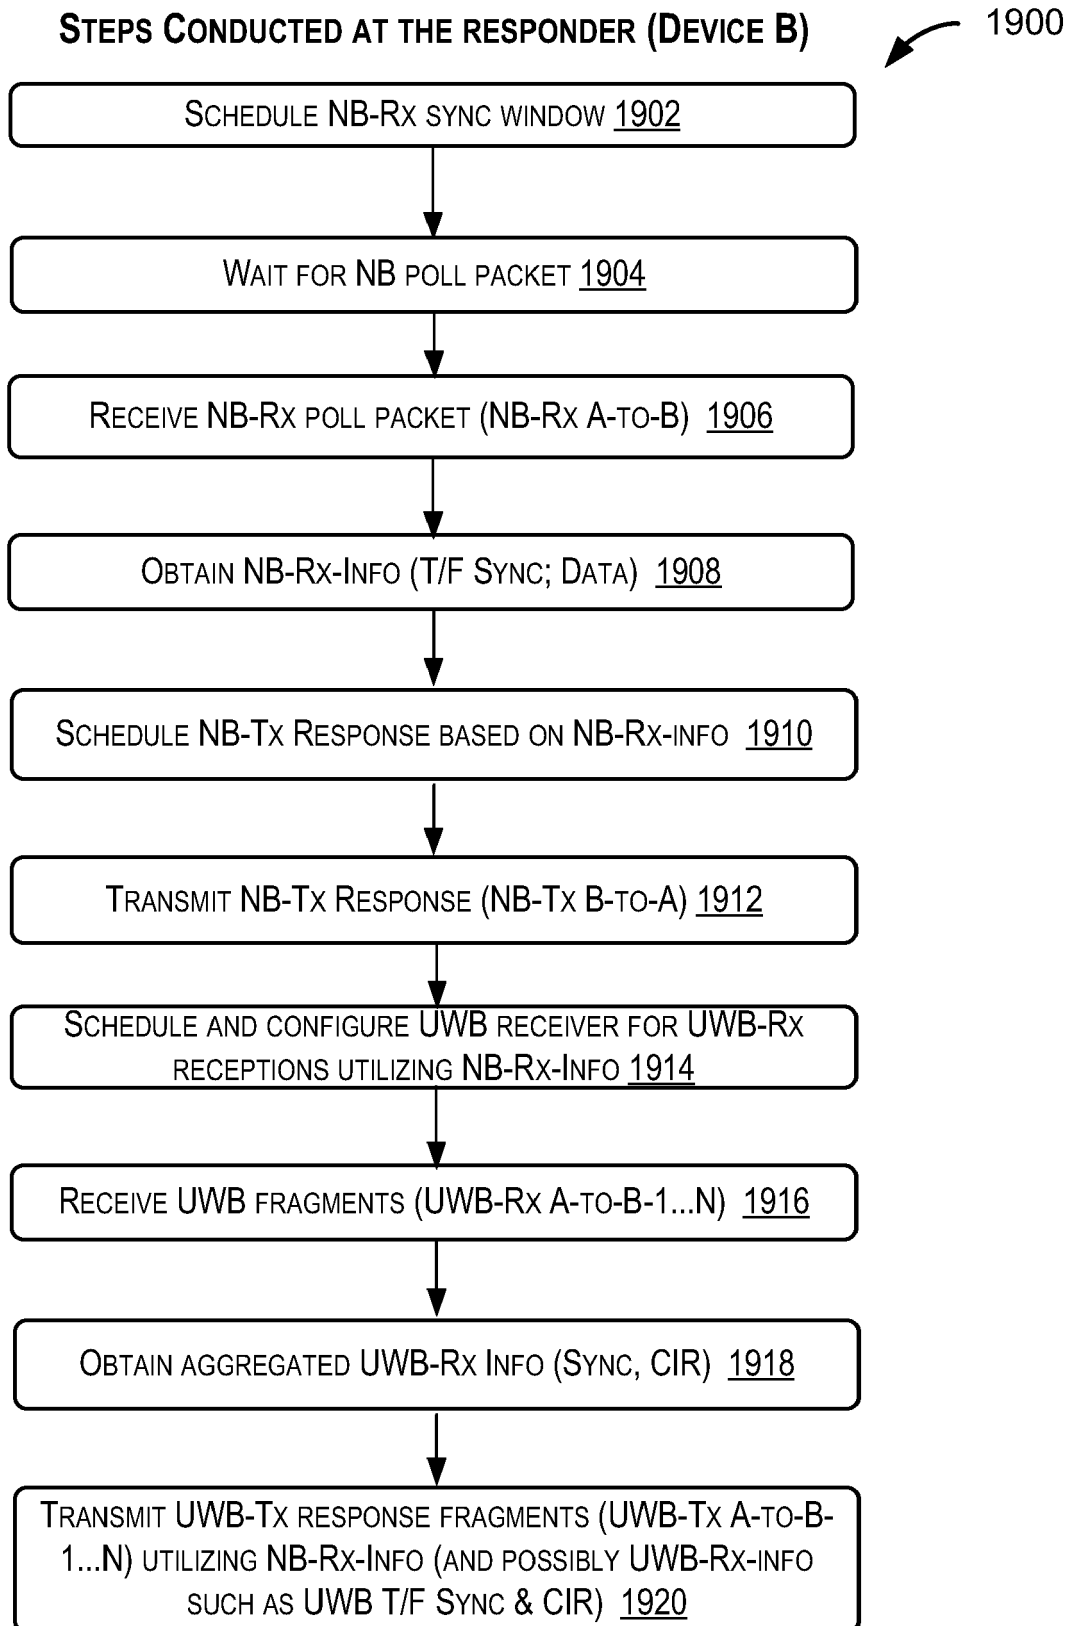 STEPS CONDUCTED AT THE RESPONDER (DEVICE B)
1900
SCHEDULE NB-RX SYNC WINDOW 1902
WAIT FOR NB POLL PACKET 1904
RECEIVE NB-RX POLL PACKET (NB-RX A-TO-B) 1906
OBTAIN NB-RX-INFO (T/F SYNC; DATA) 1908
SCHEDULE NB-TX RESPONSE BASED ON NB-RX-INFO 1910
TRANSMIT NB-TX RESPONSE (NB-TX B-TO-A) 1912
SCHEDULE AND CONFIGURE UWB RECEIVER FOR UWB-RX
RECEPTIONS UTILIZING NB-RX-INFO 1914
RECEIVE UWB FRAGMENTS (UWB-RX A-TO-B-1...N) 1916
OBTAIN AGGREGATED UWB-RX INFO (SYNC, CIR) 1918
TRANSMIT UWB-TX RESPONSE FRAGMENTS (UWB-TX A-TO-B-
1...N) UTILIZING NB-RX-INFO (AND POSSIBLY UWB-RX-INFO
SUCH AS UWB T/F SYNC & CIR) 1920